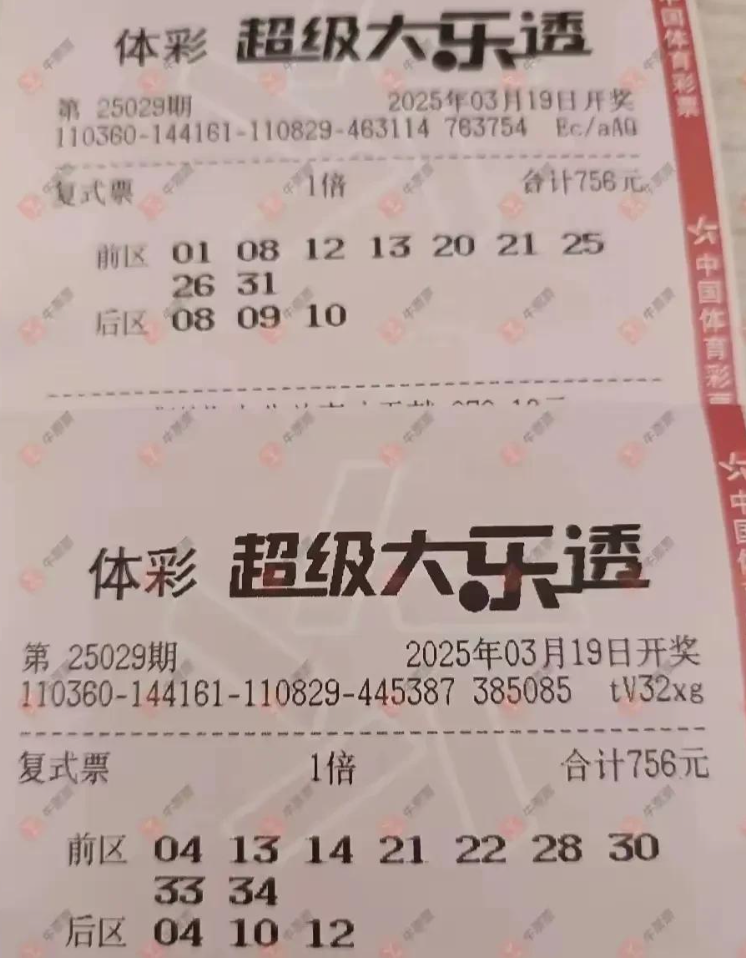 体彩 超级大乐透
第 25029期 2025年03月19日开奖
110360-144161-110829-463114 763754 Ec/aAQ
复式票 1倍 合计756元
前区 01 08 12 13 20 21 25
26 31
后区 08 09 10
中国体育彩票
中国体育彩票
体彩 超级大乐透
第 25029期 2025年03月19日开奖
110360-144161-110829-445387 385085 tV32xg
复式票 1倍 合计756元
前区 04 13 14 21 22 28 30
33 34
后区 04 10 12